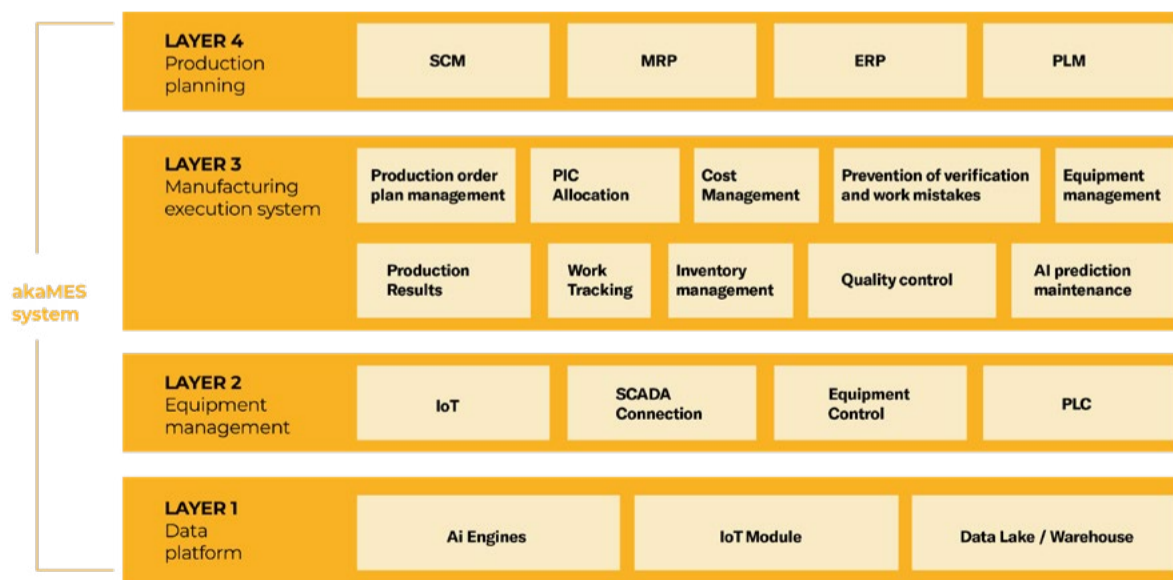 LAYER 4
Production
planning
SCM
MRP
ERP
PLM
LAYER 3
Manufacturing
execution system
Production order
plan management
PIC
Allocation
Cost
Management
Prevention of verification
and work mistakes
Equipment
management
Production
Results
Work
Tracking
Inventory
management
Quality control
AI prediction
maintenance
akaMES
system
LAYER 2
Equipment
management
IoT
SCADA
Connection
Equipment
Control
PLC
LAYER 1
Data
platform
Ai Engines
IoT Module
Data Lake / Warehouse